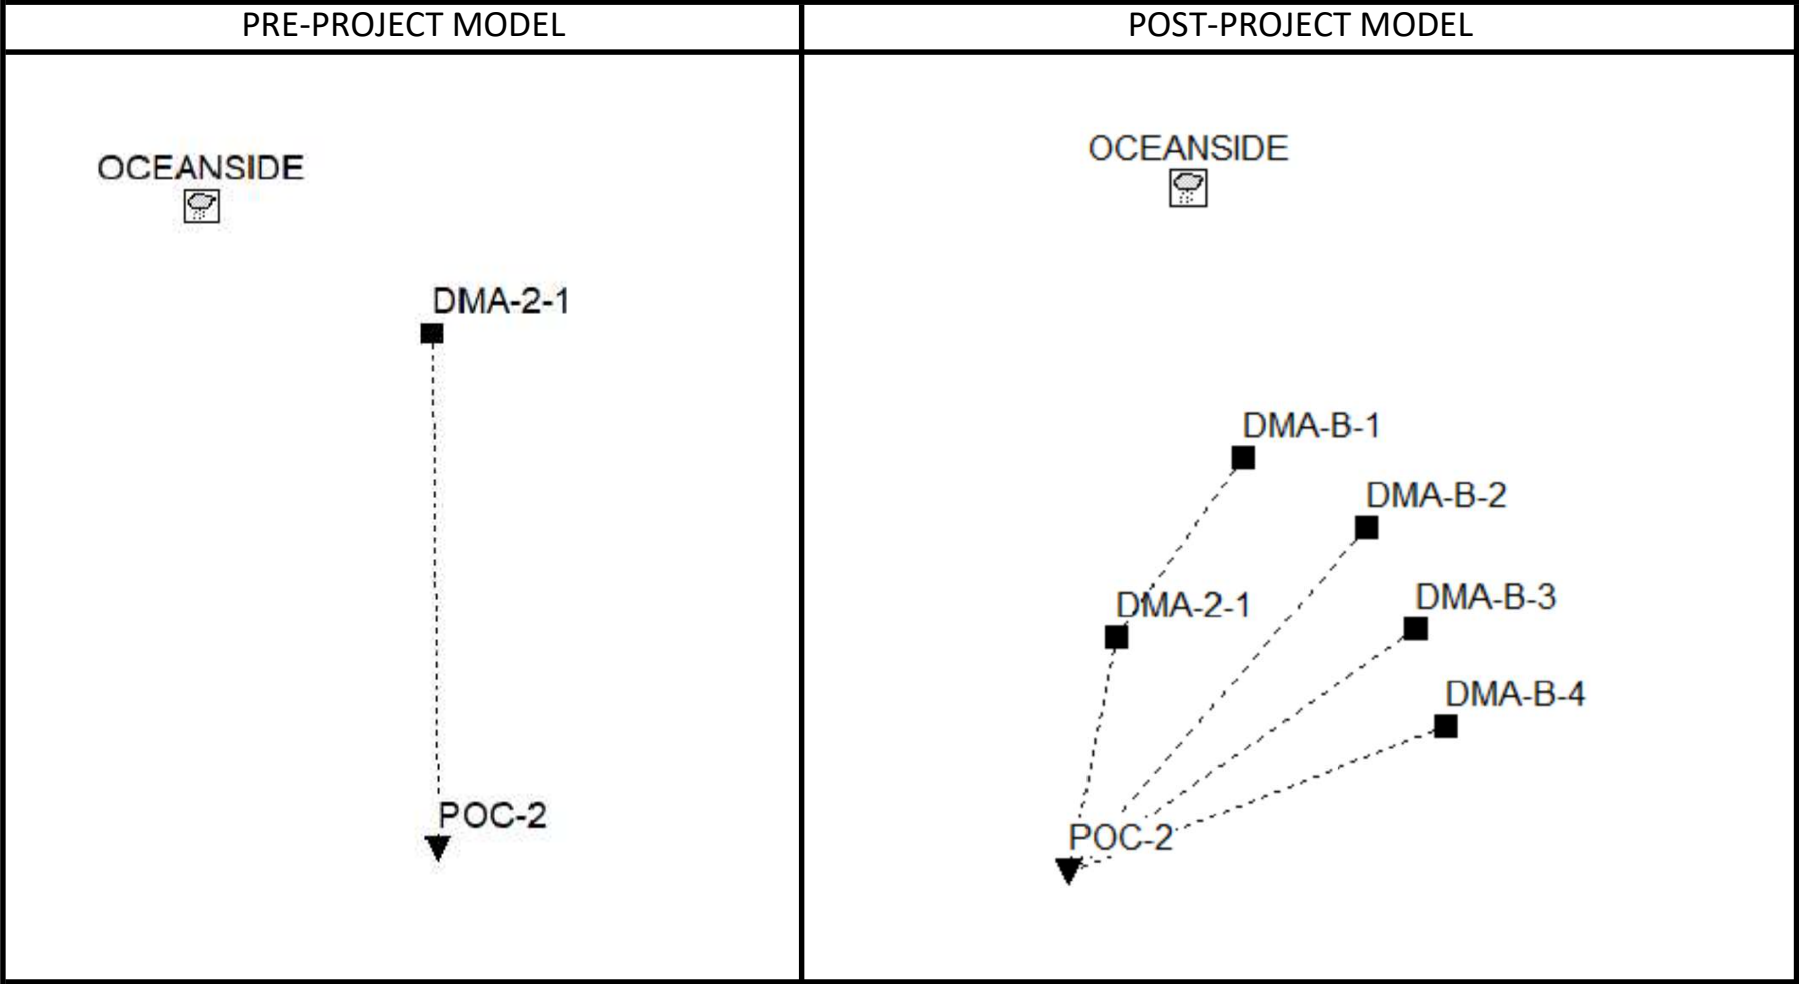 PRE-PROJECT MODEL
POST-PROJECT MODEL
OCEANSIDE
DMA-2-1
POC-2
OCEANSIDE
DMA-B-1
DMA-B-2
DMA-B-3
DMA-2-1
DMA-B-4
POC-2